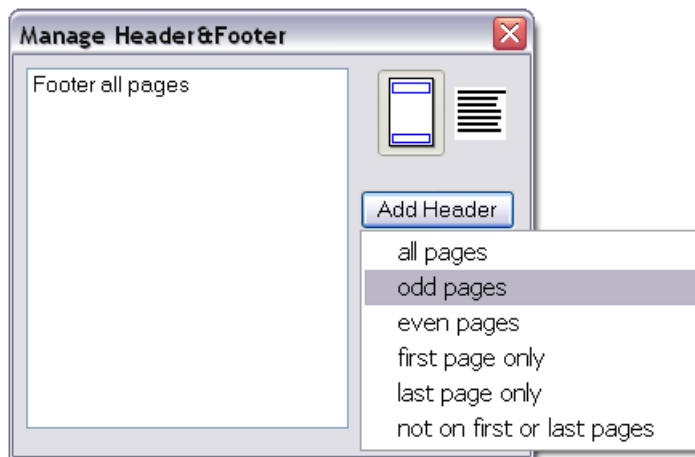 Manage Header&Footer
Footer all pages
Add Header
all pages
odd pages
even pages
first page only
last page only
not on first or last pages